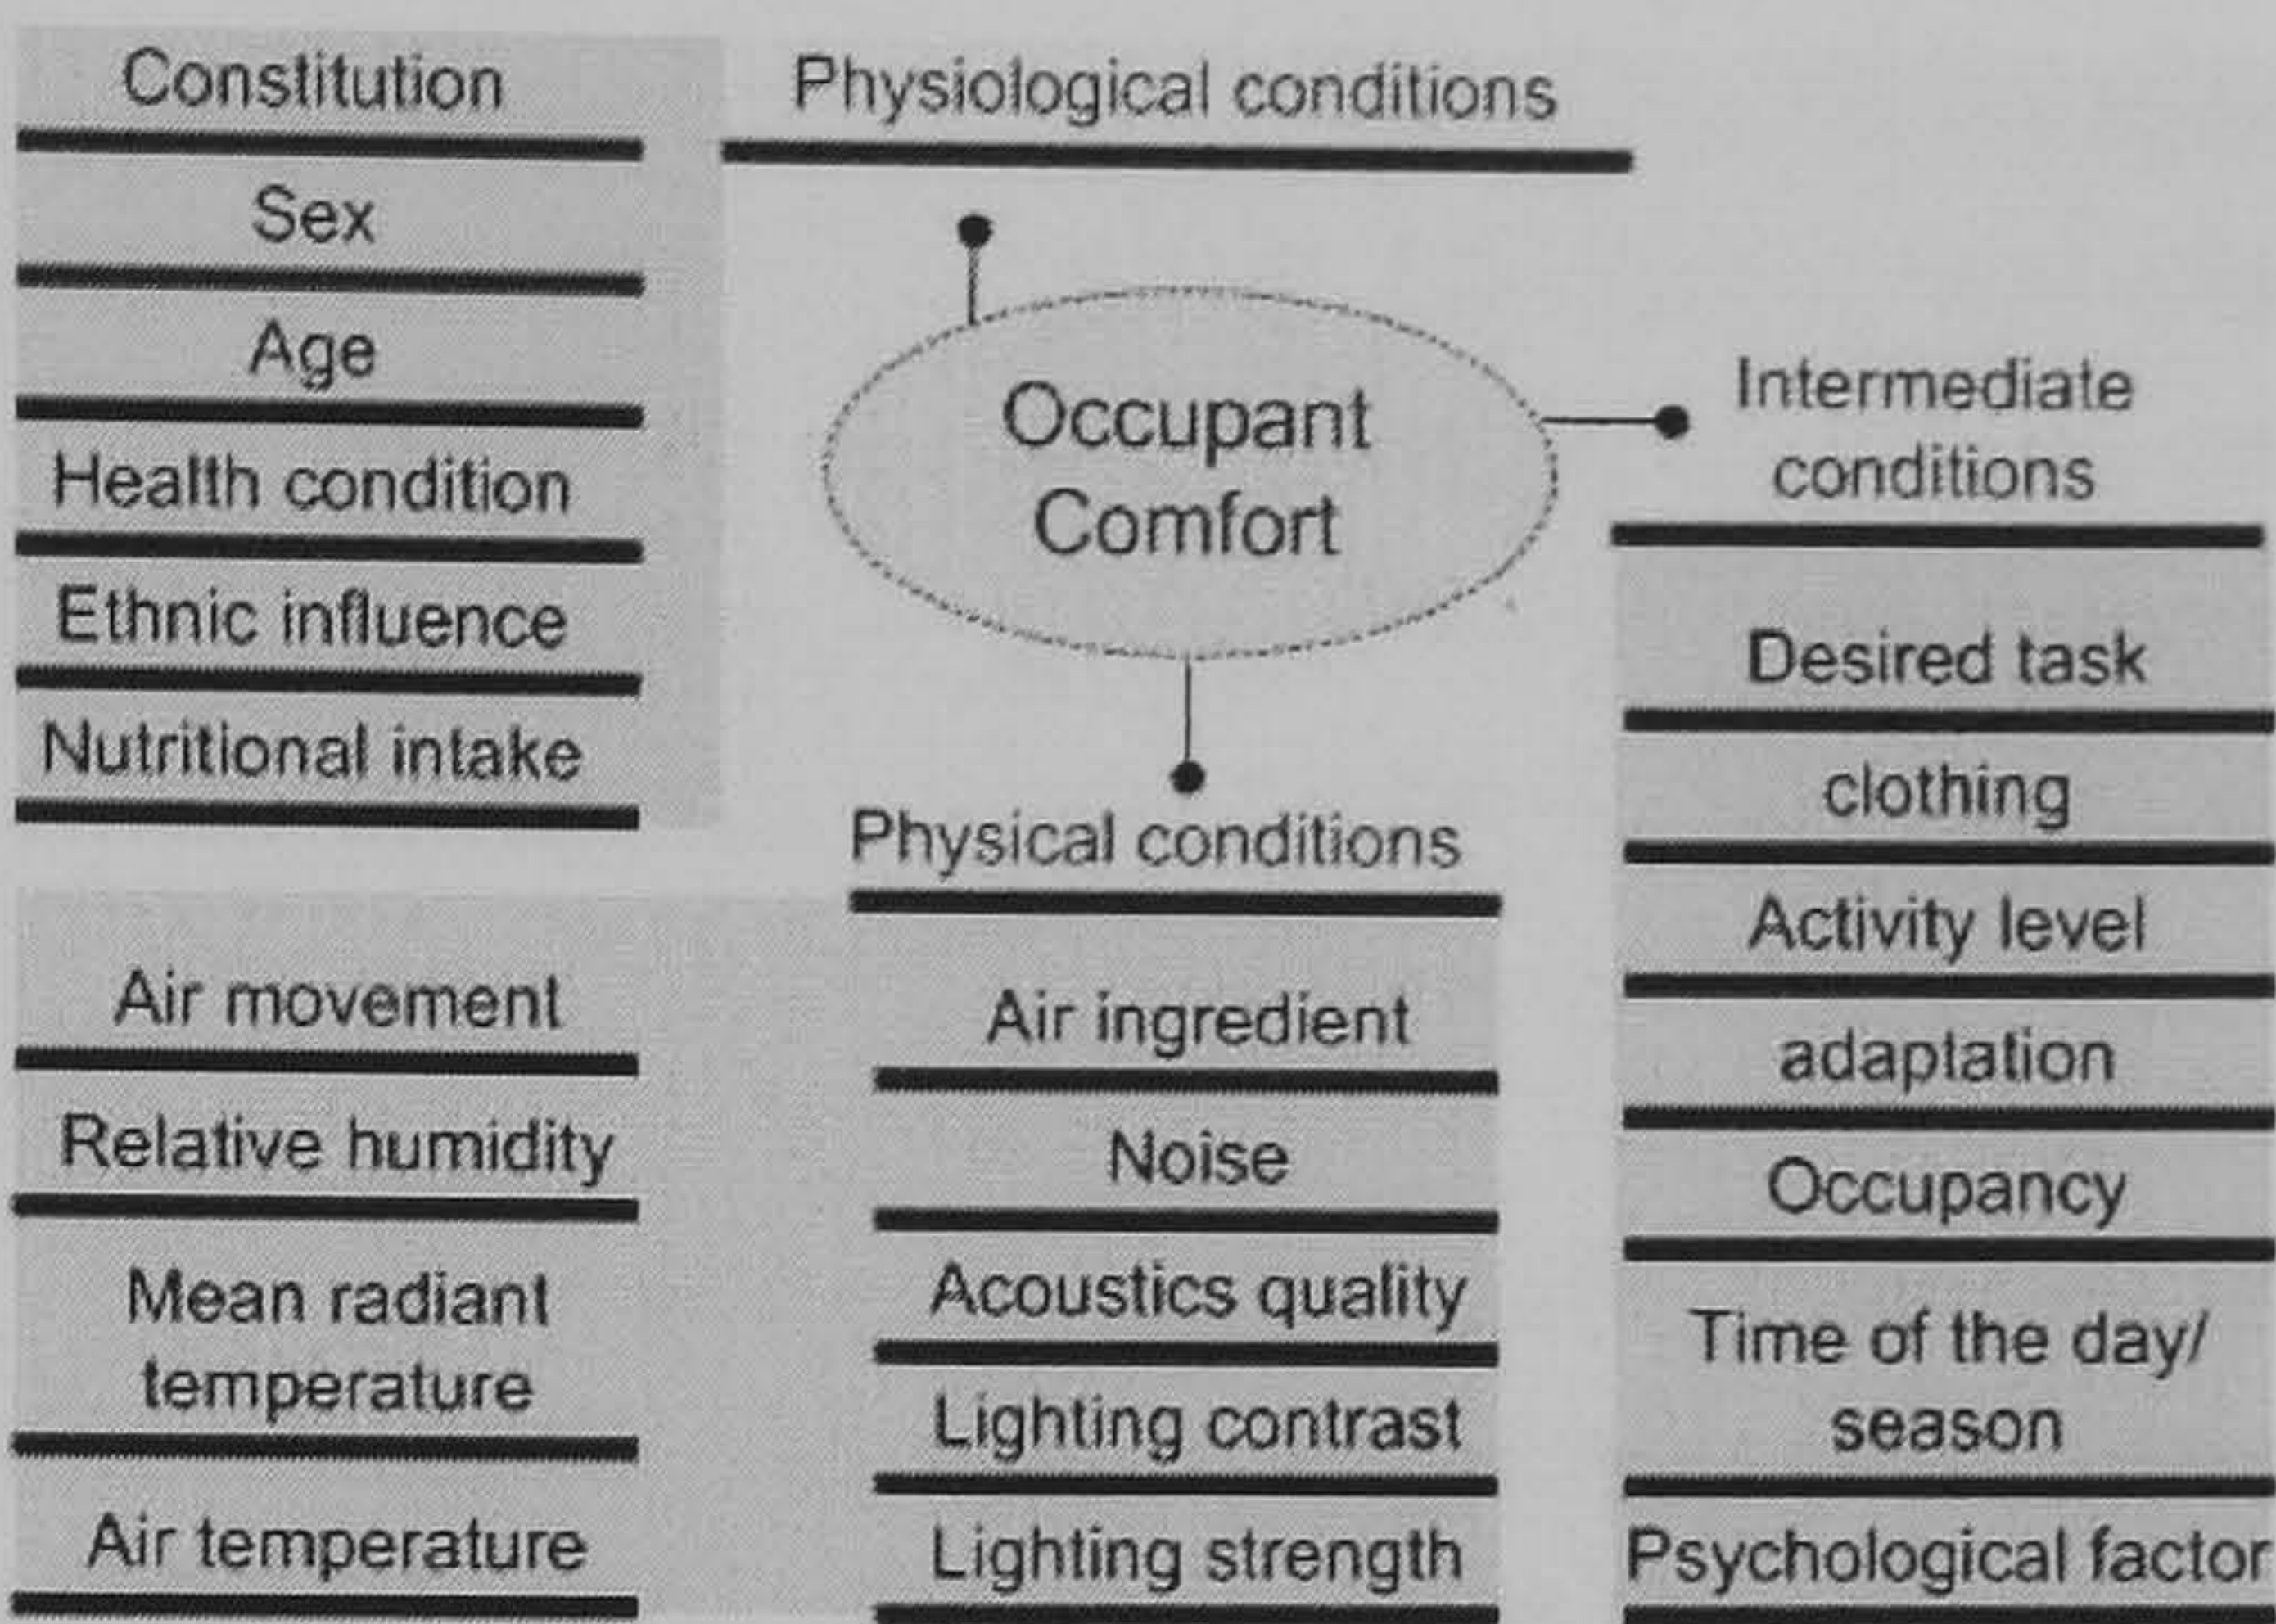 Constitution
Sex
Age
Health condition
Ethnic influence
Nutritional intake
Physiological conditions
Occupant
Comfort
Intermediate
conditions
Desired task
clothing
Activity level
adaptation
Occupancy
Time of the day/
season
Psychological factor
Physical conditions
Air movement
Relative humidity
Mean radiant
temperature
Air temperature
Air ingredient
Noise
Acoustics quality
Lighting contrast
Lighting strength